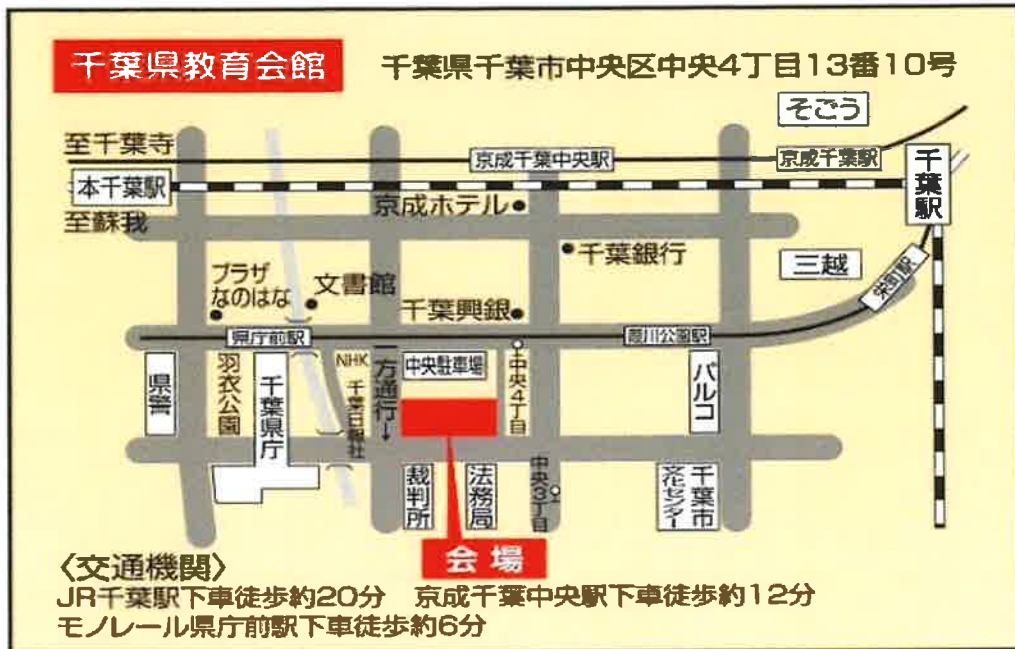 千葉県教育会館
千葉県千葉市中央区中央4丁目13番10号
そごう
至千葉寺
京成千葉中央駅
京成千葉駅
千葉駅
本千葉駅
京成ホテル
至蘇我
千葉銀行
三越
栄町駅
プラザ
なのはな
文書館
千葉興銀
県庁前駅
葭川公園駅
県警
羽衣公園
千葉県庁
NHK
千葉日報社
一方通行→
中央駐車場
中央4丁目
パルコ
裁判所
法務局
中央3丁目
千葉市
文化センター
会場
〈交通機関〉
JR千葉駅下車徒歩約20分 京成千葉中央駅下車徒歩約12分
モノレール県庁前駅下車徒歩約6分